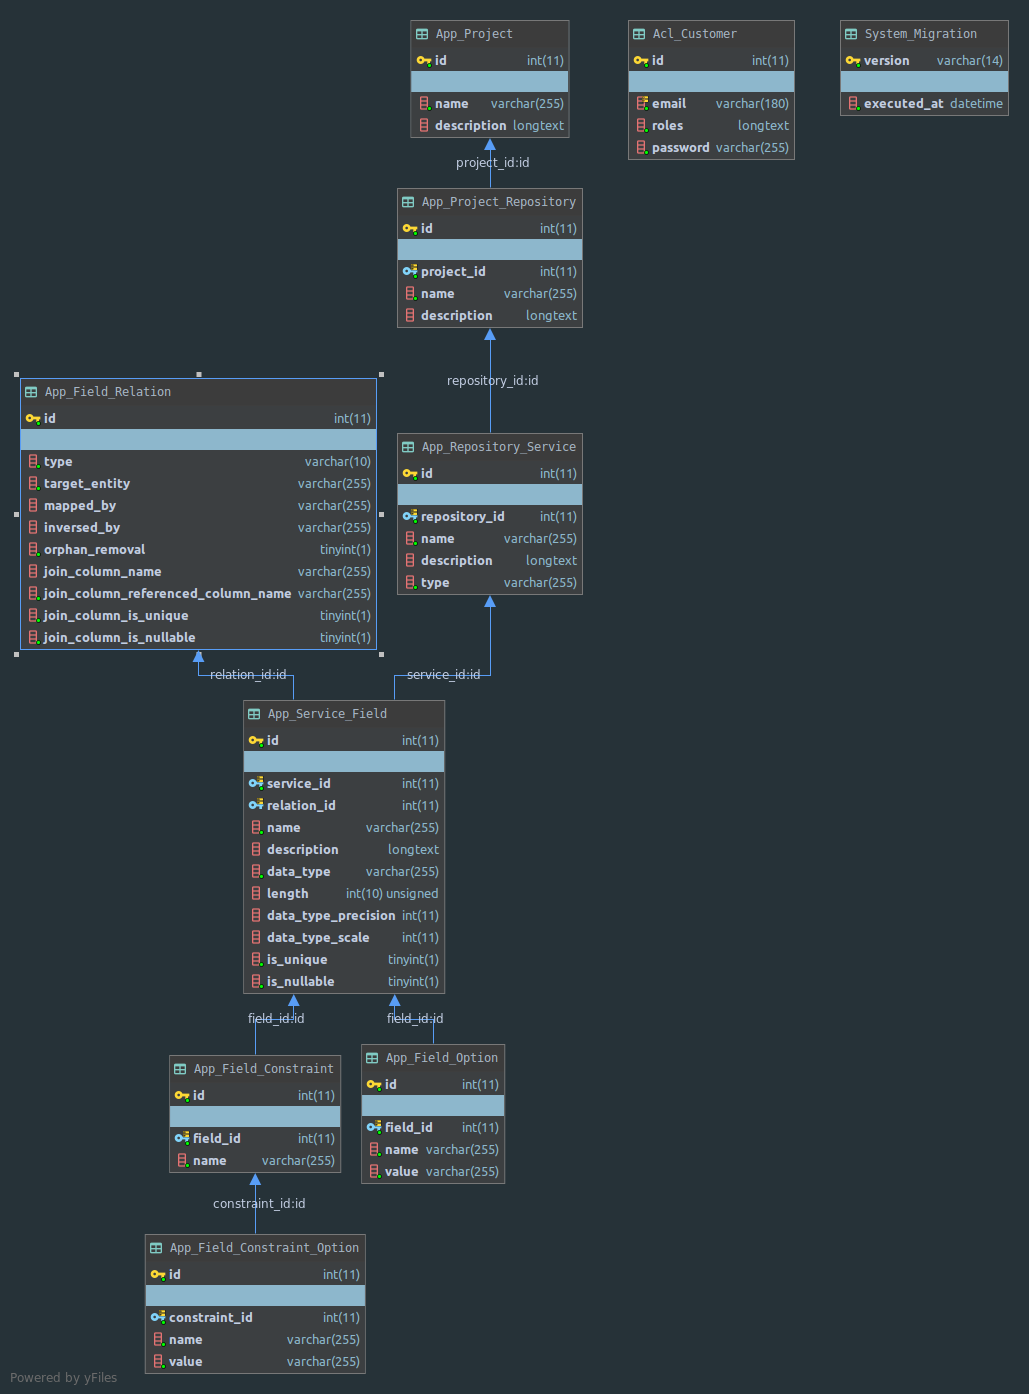 App_Project
id int(11)
name varchar(255)
description longtext
Acl_Customer
id int(11)
email varchar(180)
roles longtext
password varchar(255)
System_Migration
version varchar(14)
executed_at datetime
project_id:id
App_Project_Repository
id int(11)
project_id int(11)
name varchar(255)
description longtext
repository_id:id
App_Field_Relation
id int(11)
type varchar(10)
target_entity varchar(255)
mapped_by varchar(255)
inversed_by varchar(255)
orphan_removal tinyint(1)
join_column_name varchar(255)
join_column_referenced_column_name varchar(255)
join_column_is_unique tinyint(1)
join_column_is_nullable tinyint(1)
App_Repository_Service
id int(11)
repository_id int(11)
name varchar(255)
description longtext
type varchar(255)
relation_id:id
service_id:id
App_Service_Field
id int(11)
service_id int(11)
relation_id int(11)
name varchar(255)
description longtext
data_type varchar(255)
length int(10) unsigned
data_type_precision int(11)
data_type_scale int(11)
is_unique tinyint(1)
is_nullable tinyint(1)
field_id:id
field_id:id
App_Field_Constraint
id int(11)
field_id int(11)
name varchar(255)
App_Field_Option
id int(11)
field_id int(11)
name varchar(255)
value varchar(255)
constraint_id:id
App_Field_Constraint_Option
id int(11)
constraint_id int(11)
name varchar(255)
value varchar(255)
Powered by yFiles